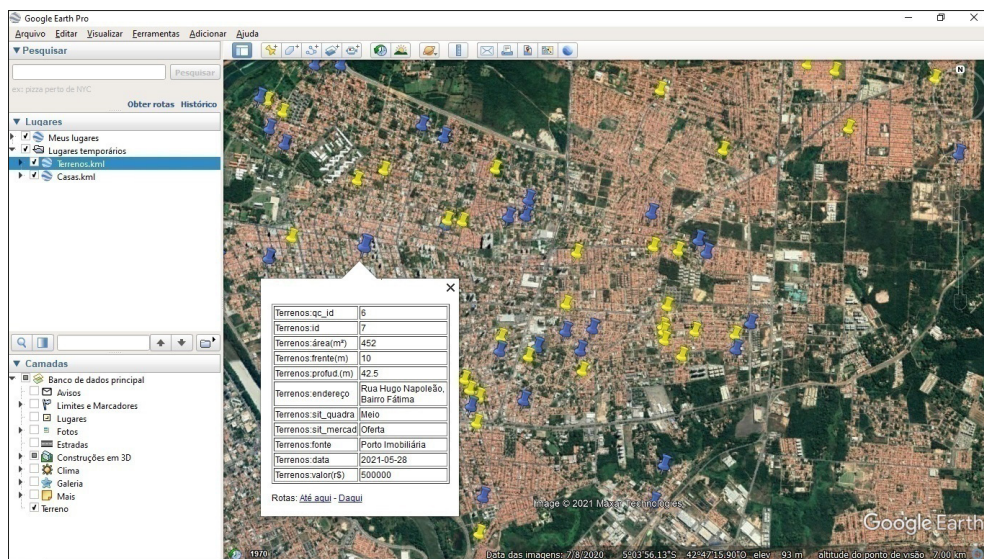 Google Earth Pro
Arquivo Editar Visualizar Ferramentas Adicionar Ajuda
Pesquisar
Pesquisar
ex: pizza perto de NYC
Obter rotas Histórico
Lugares
Meus lugares
Lugares temporários
Terrenos.kml
Casas.kml
Camadas
Banco de dados principal
Avisos
Limites e Marcadores
Lugares
Fotos
Estradas
Construções em 3D
Clima
Galeria
Mais
Terreno
N
Terrenos:qc_id 6
Terrenos:id 7
Terrenos:área(m²) 452
Terrenos:frente(m) 10
Terrenos:profud.(m) 42.5
Terrenos:endereço Rua Hugo Napoleão,
Bairro Fátima
Terrenos:sit_quadra Meio
Terrenos:sit_mercad Oferta
Terrenos:fonte Porto Imobiliária
Terrenos:data 2021-05-28
Terrenos:valor(r$) 500000
Rotas: Até aqui - Daqui
Image © 2021 Maxar Technologies
Google Earth
1970
Data das imagens: 7/8/2020 5°03'56.13"S 42°47'15.90"O elev 93 m altitude do ponto de visão 7.00 km